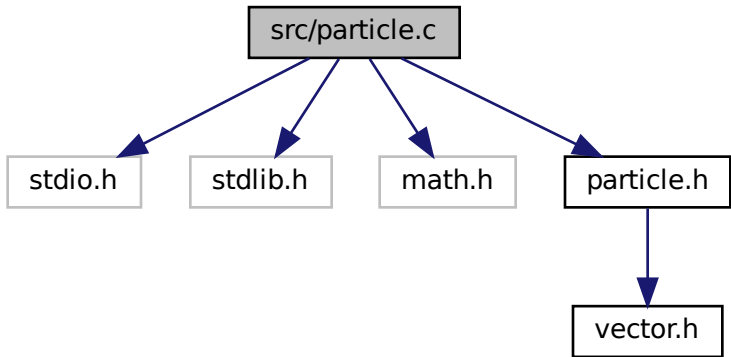 src/particle.c
stdio.h
stdlib.h
math.h
particle.h
vector.h